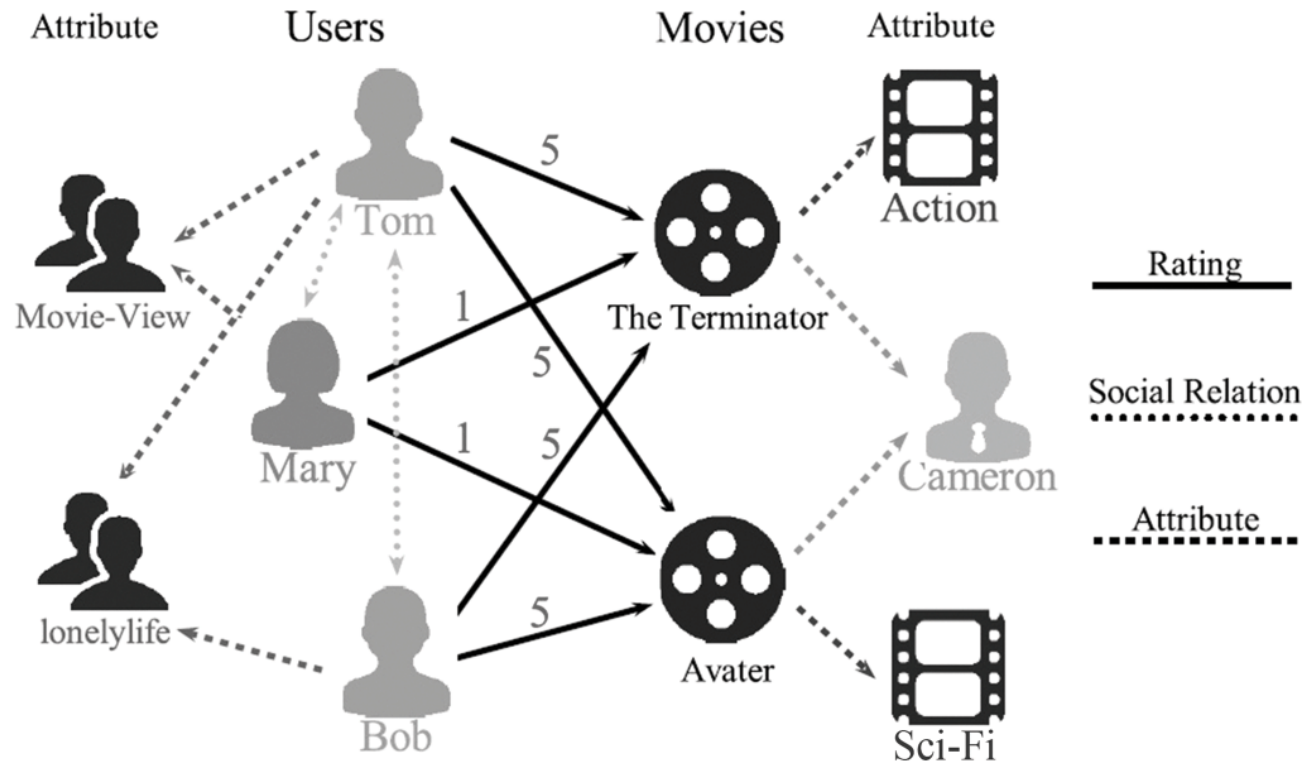 Attribute
Users
Movies
Attribute
5
Tom
Action
Movie-View
1
The Terminator
Rating
5
Social Relation
Mary
1
5
Cameron
Attribute
lonelylife
5
Avater
Bob
Sci-Fi